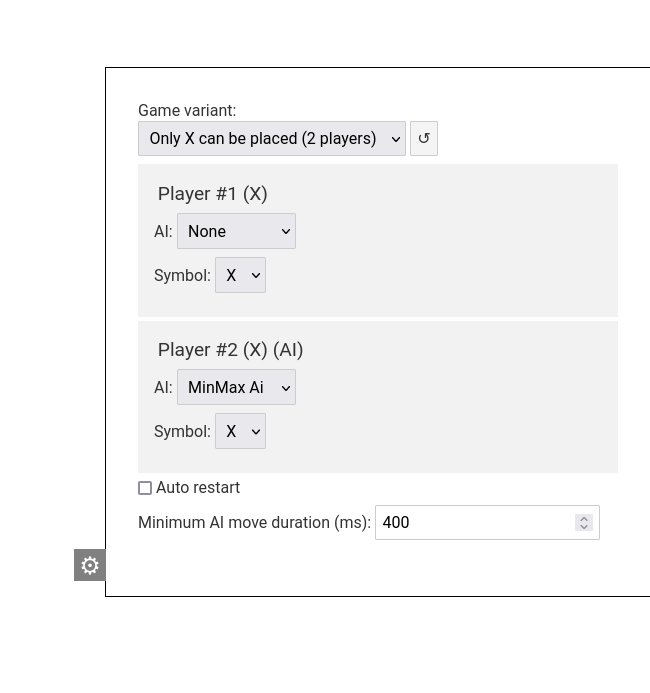 Game variant:
Only X can be placed (2 players) ↺
Player #1 (X)
AI: None
Symbol: X
Player #2 (X) (AI)
AI: MinMax Ai
Symbol: X
Auto restart
Minimum AI move duration (ms): 400